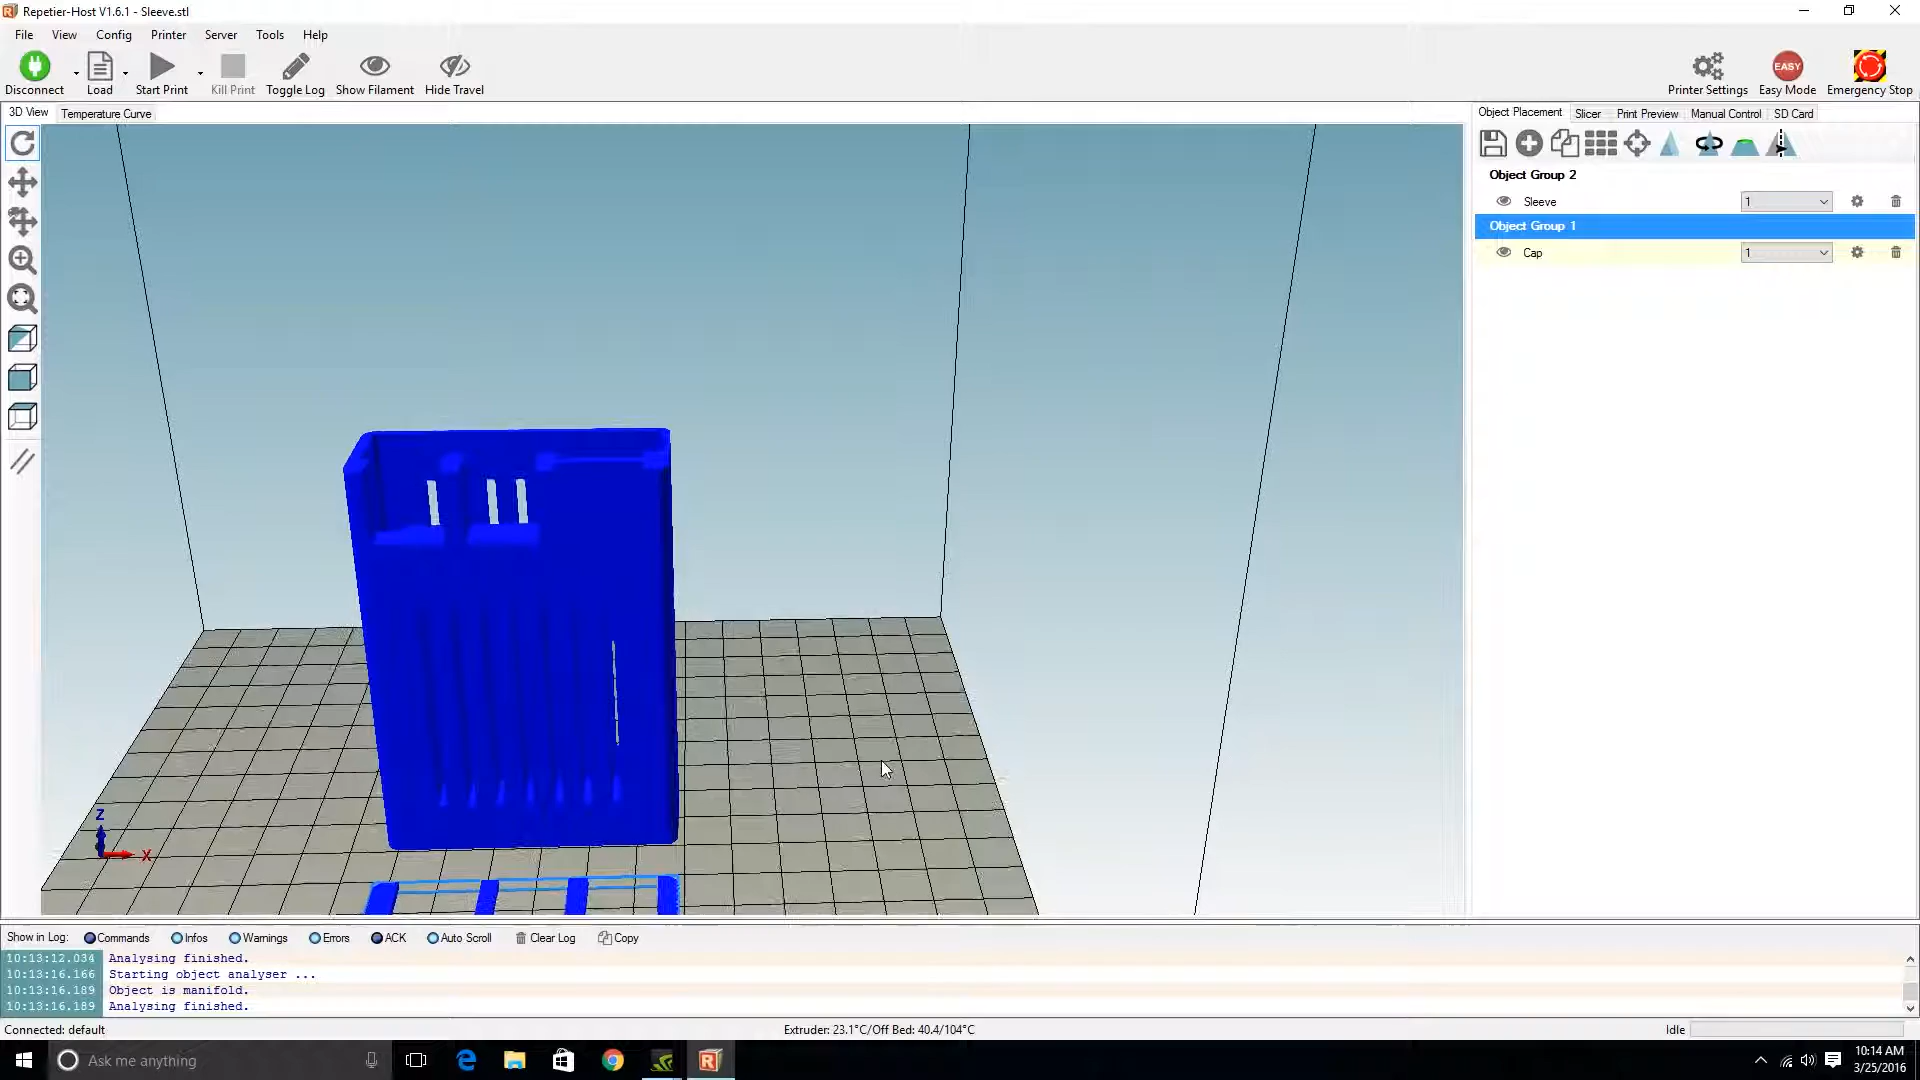 Repetier-Host V1.6.1 - Sleeve.stl
File View Config Printer Server Tools Help
Disconnect Load Start Print Kill Print Toggle Log Show Filament Hide Travel Printer Settings EASY Easy Mode Emergency Stop
3D View Temperature Curve
Object Placement Slicer Print Preview Manual Control SD Card
Object Group 2
Sleeve 1
Object Group 1
Cap 1
Z
X
Show in Log: Commands Infos Warnings Errors ACK Auto Scroll Clear Log Copy
10:13:12.034 Analysing finished.
10:13:16.166 Starting object analyser ...
10:13:16.189 Object is manifold.
10:13:16.189 Analysing finished.
Connected: default Extruder: 23.1°C/Off Bed: 40.4/104°C Idle
Ask me anything
10:14 AM
3/25/2016